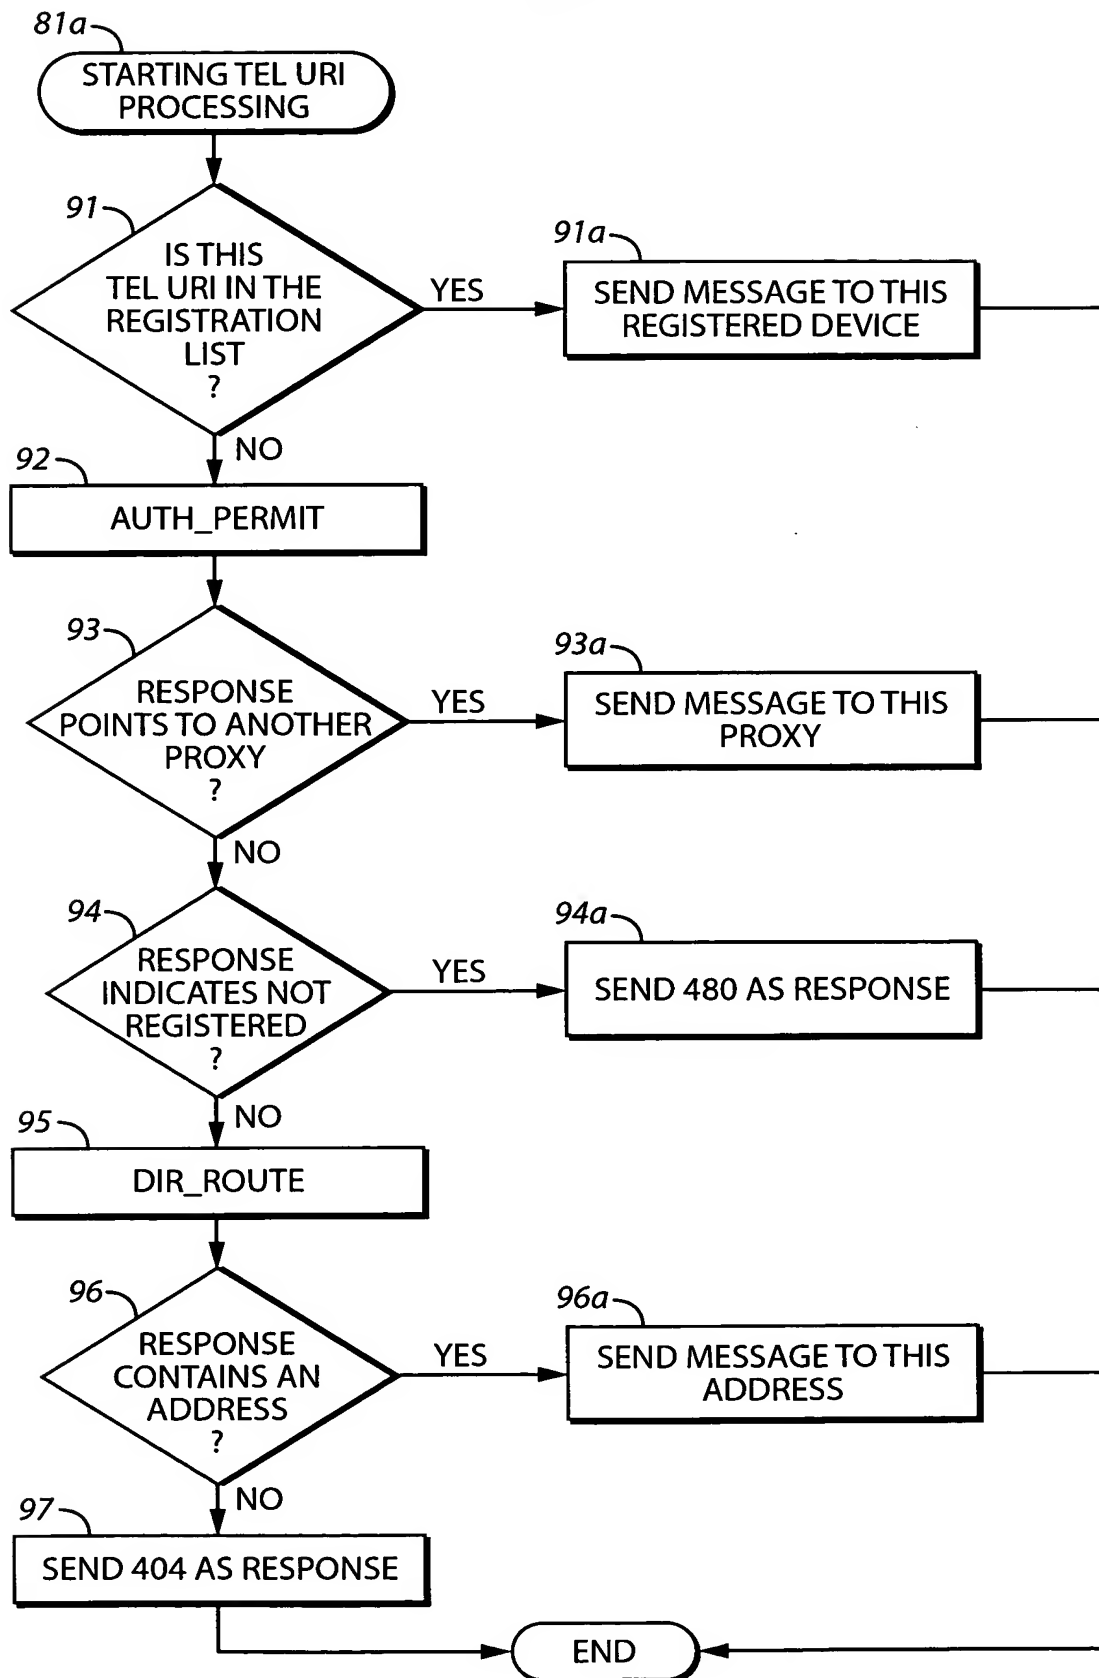 81a
STARTING TEL URI
PROCESSING
91
IS THIS
TEL URI IN THE
REGISTRATION
LIST
?
YES
91a
SEND MESSAGE TO THIS
REGISTERED DEVICE
NO
92
AUTH_PERMIT
93
RESPONSE
POINTS TO ANOTHER
PROXY
?
YES
93a
SEND MESSAGE TO THIS
PROXY
NO
94
RESPONSE
INDICATES NOT
REGISTERED
?
YES
94a
SEND 480 AS RESPONSE
NO
95
DIR_ROUTE
96
RESPONSE
CONTAINS AN
ADDRESS
?
YES
96a
SEND MESSAGE TO THIS
ADDRESS
NO
97
SEND 404 AS RESPONSE
END